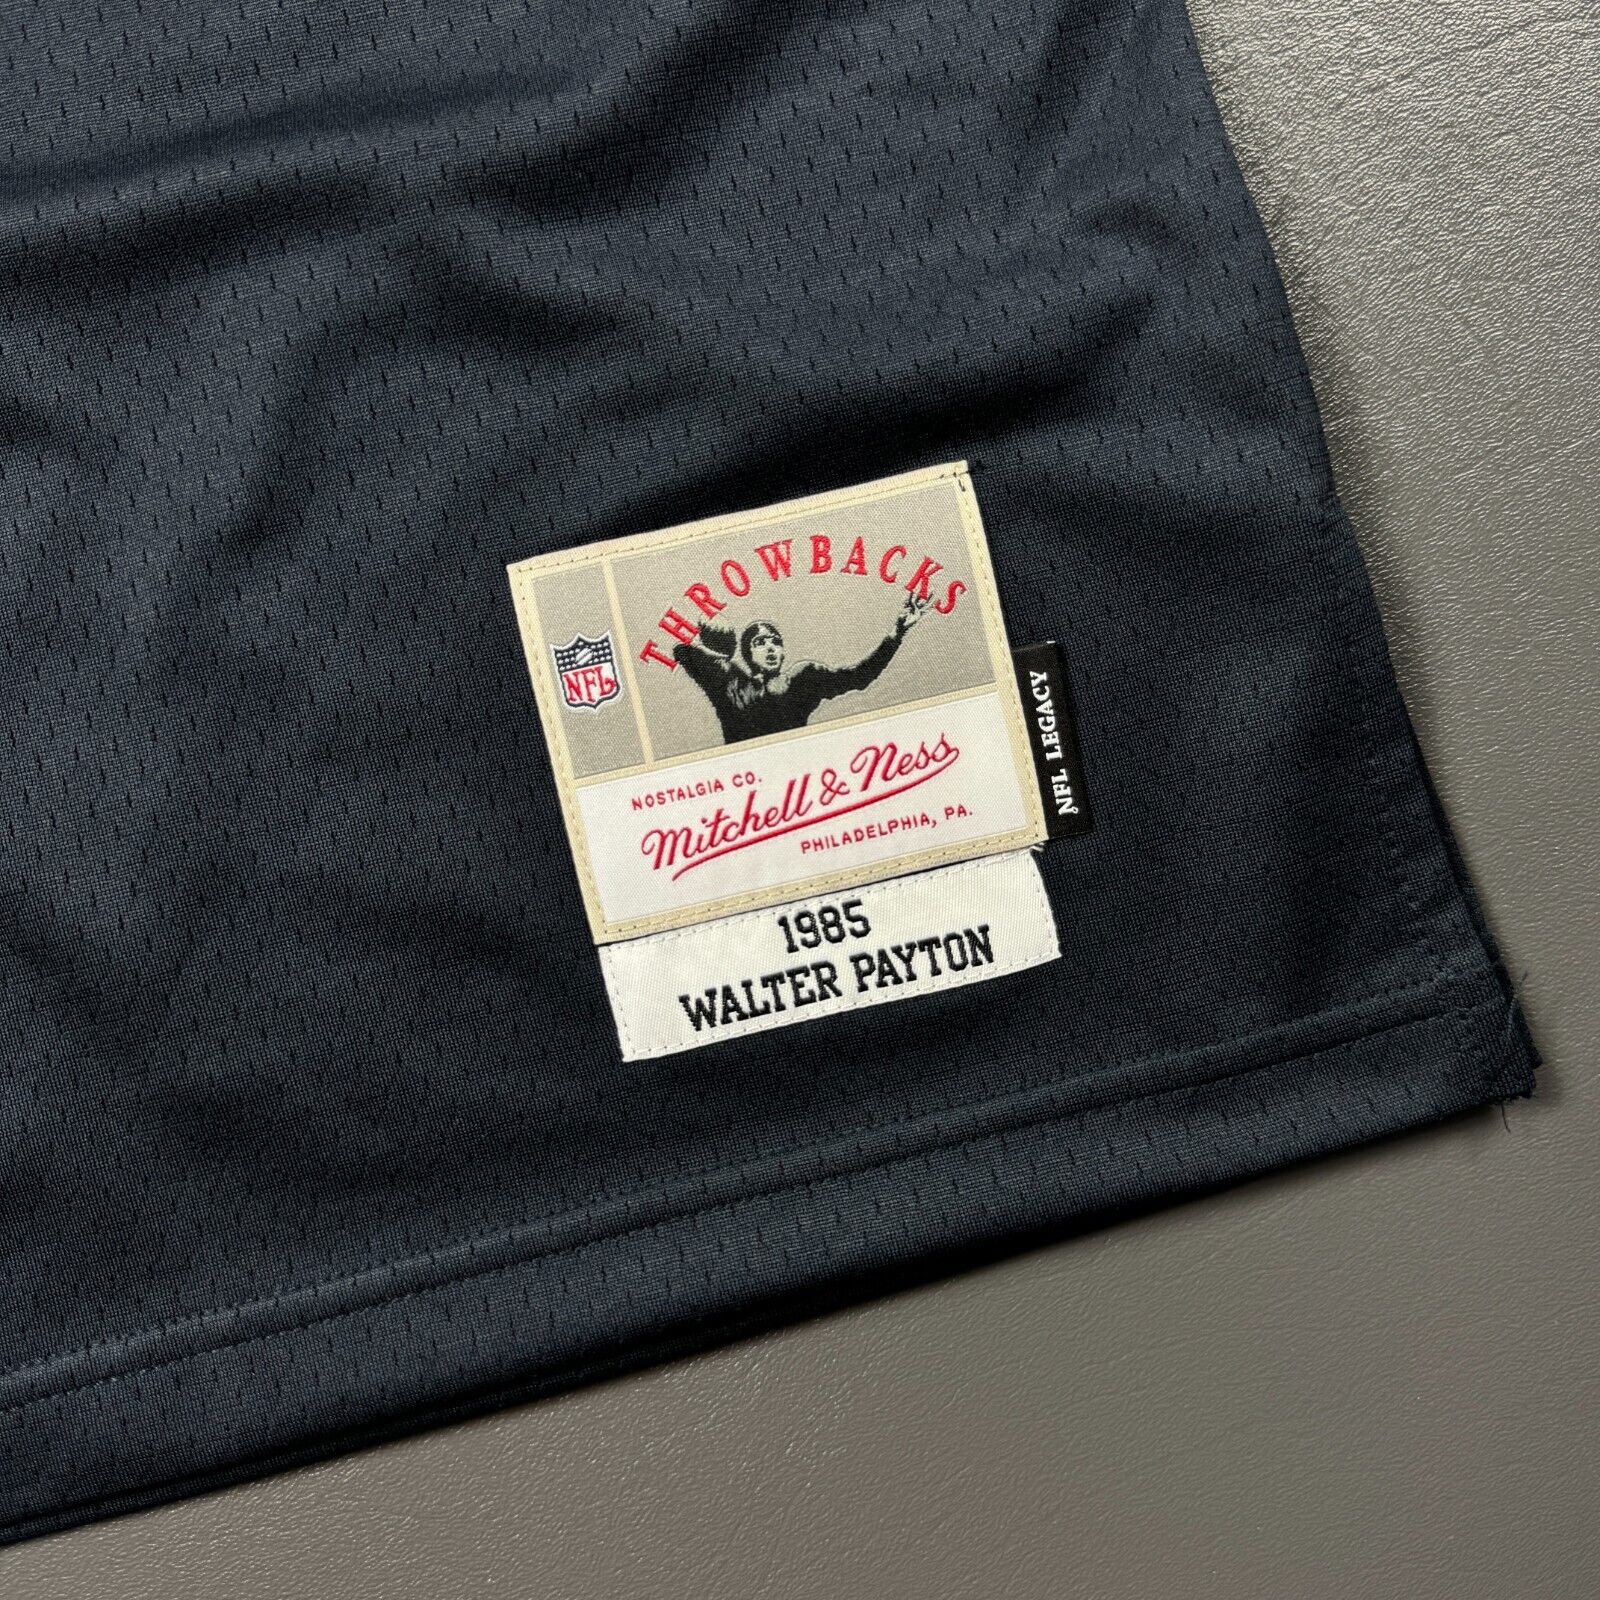 THROWBACKS
NFL
NOSTALGIA CO.
Mitchell & Ness
PHILADELPHIA, PA.
NFL LEGACY
1985
WALTER PAYTON